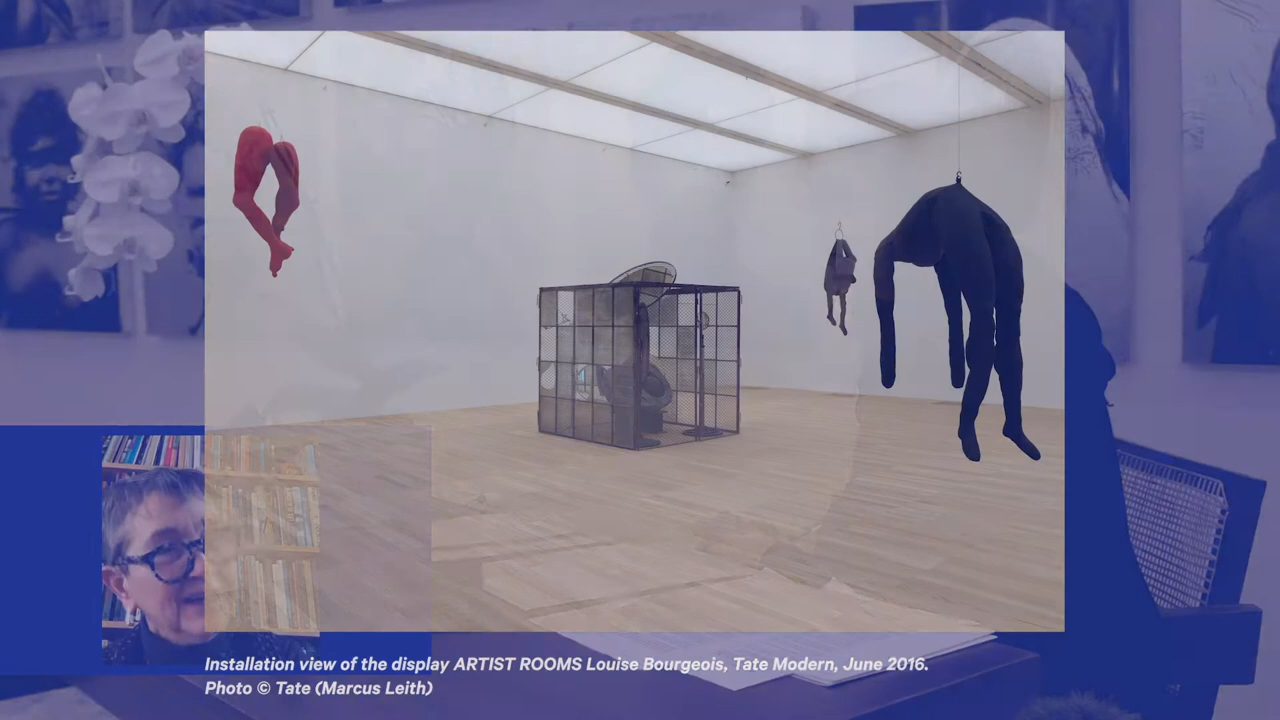 Installation view of the display ARTIST ROOMS Louise Bourgeois, Tate Modern, June 2016.
Photo © Tate (Marcus Leith)